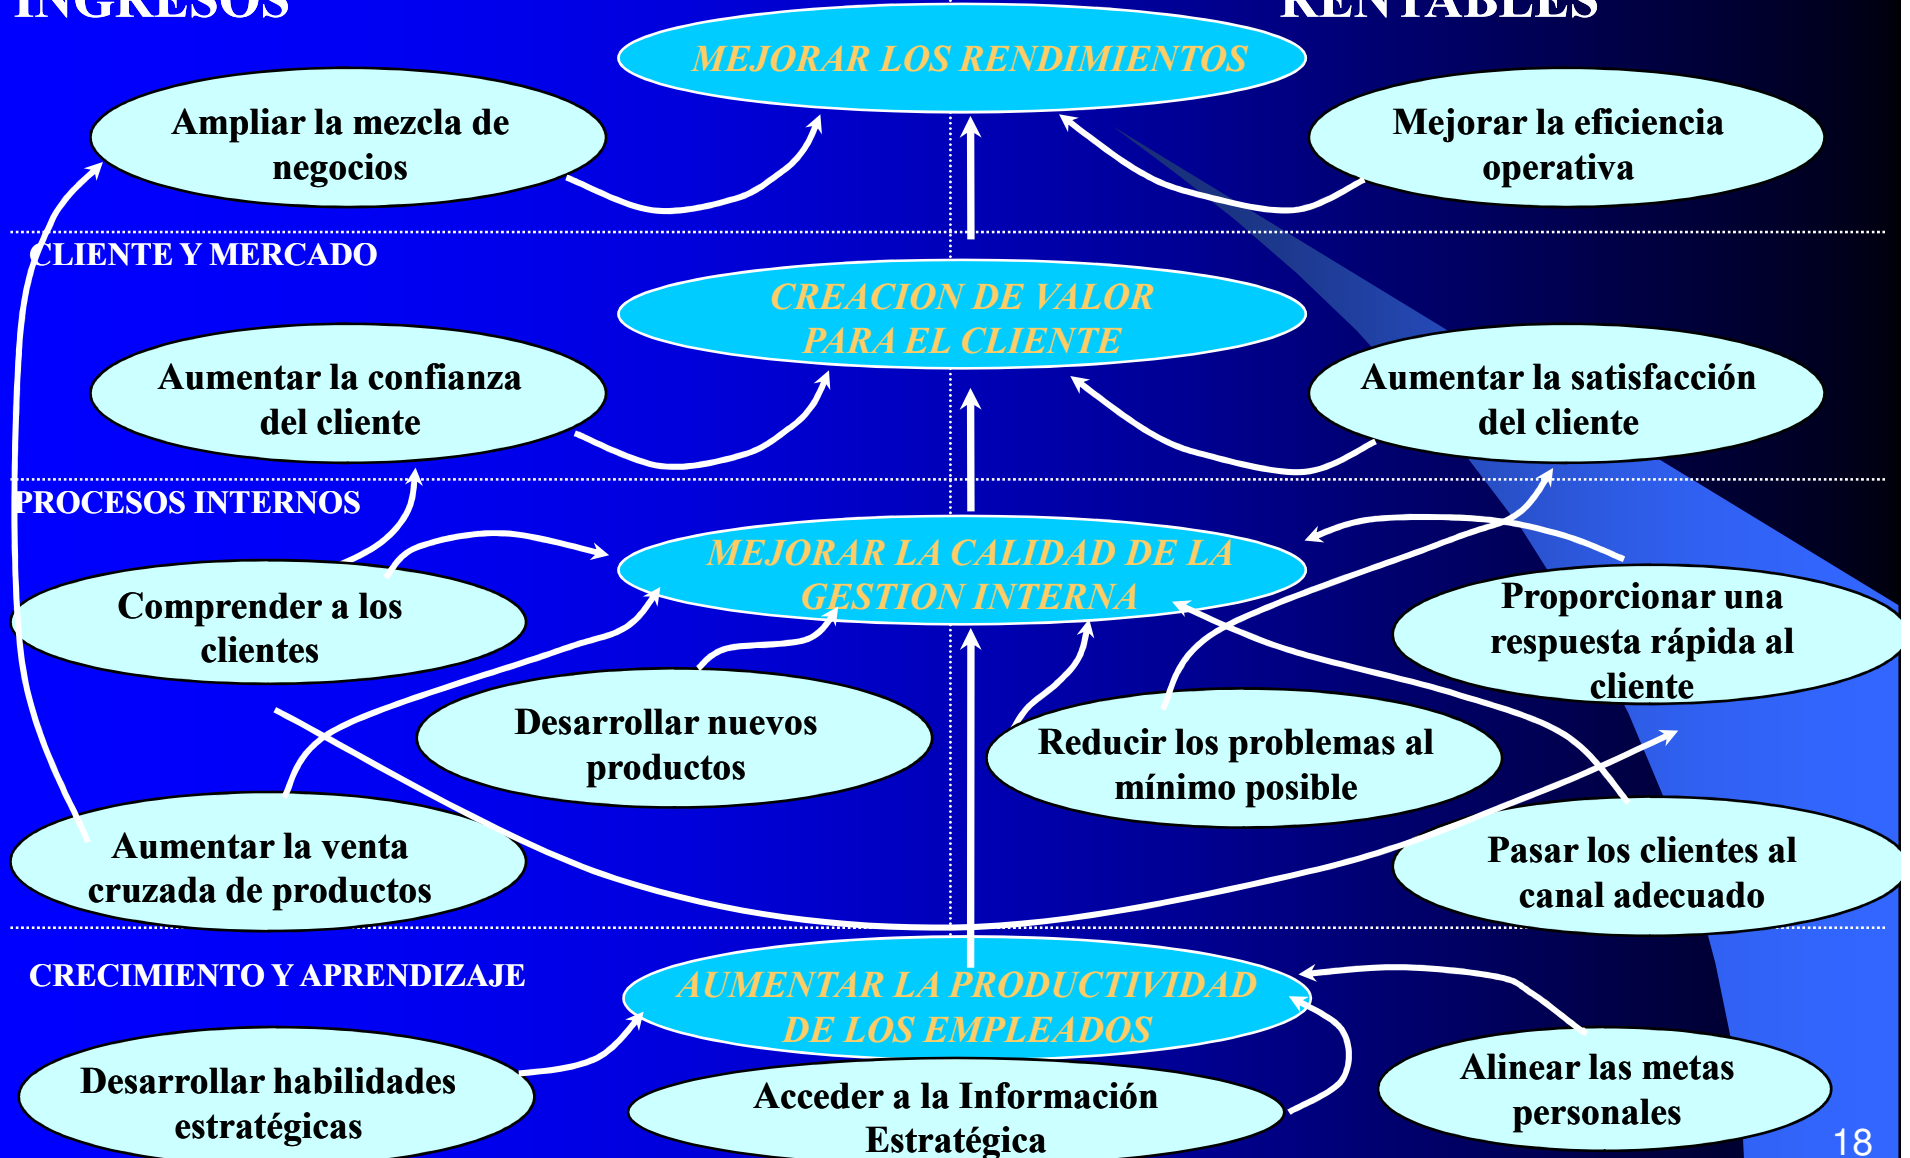 INGRESOS
RENTABLES
MEJORAR LOS RENDIMIENTOS
Ampliar la mezcla de
negocios
Mejorar la eficiencia
operativa
CLIENTE Y MERCADO
CREACION DE VALOR
PARA EL CLIENTE
Aumentar la confianza
del cliente
Aumentar la satisfacción
del cliente
PROCESOS INTERNOS
MEJORAR LA CALIDAD DE LA
GESTION INTERNA
Comprender a los
clientes
Proporcionar una
respuesta rápida al
cliente
Desarrollar nuevos
productos
Reducir los problemas al
mínimo posible
Aumentar la venta
cruzada de productos
Pasar los clientes al
canal adecuado
CRECIMIENTO Y APRENDIZAJE
AUMENTAR LA PRODUCTIVIDAD
DE LOS EMPLEADOS
Desarrollar habilidades
estratégicas
Acceder a la Información
Estratégica
Alinear las metas
personales
18